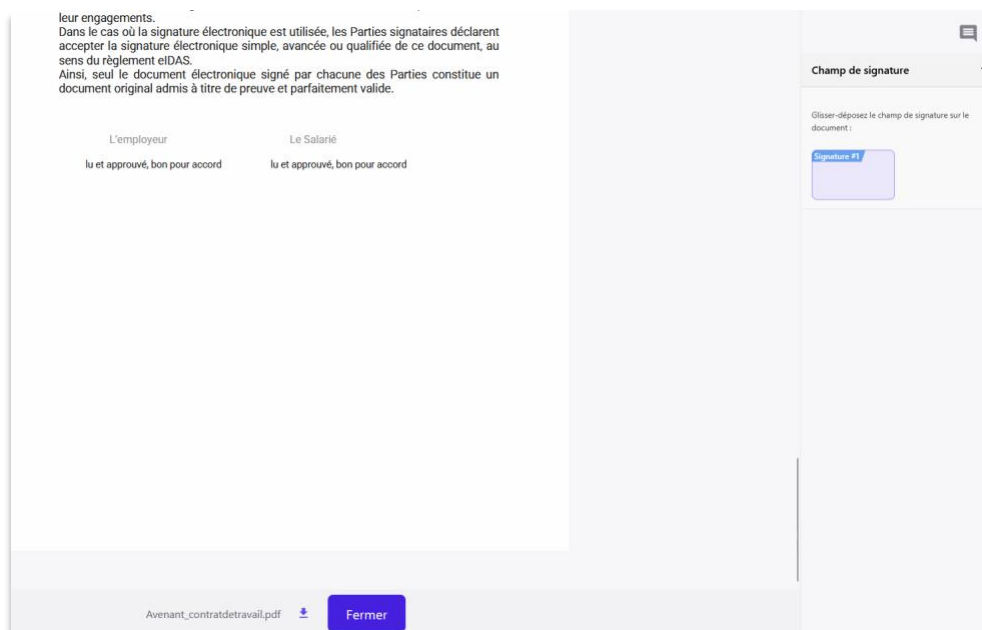 leur engagements.
Dans le cas où la signature électronique est utilisée, les Parties signataires déclarent
accepter la signature électronique simple, avancée ou qualifiée de ce document, au
sens du règlement eIDAS.
Ainsi, seul le document électronique signé par chacune des Parties constitue un
document original admis à titre de preuve et parfaitement valide.
L'employeur
Le Salarié
lu et approuvé, bon pour accord
lu et approuvé, bon pour accord
Champ de signature
Glisser-déposez le champ de signature sur le
document :
Signature #1
Avenant_contratdetravail.pdf
Fermer